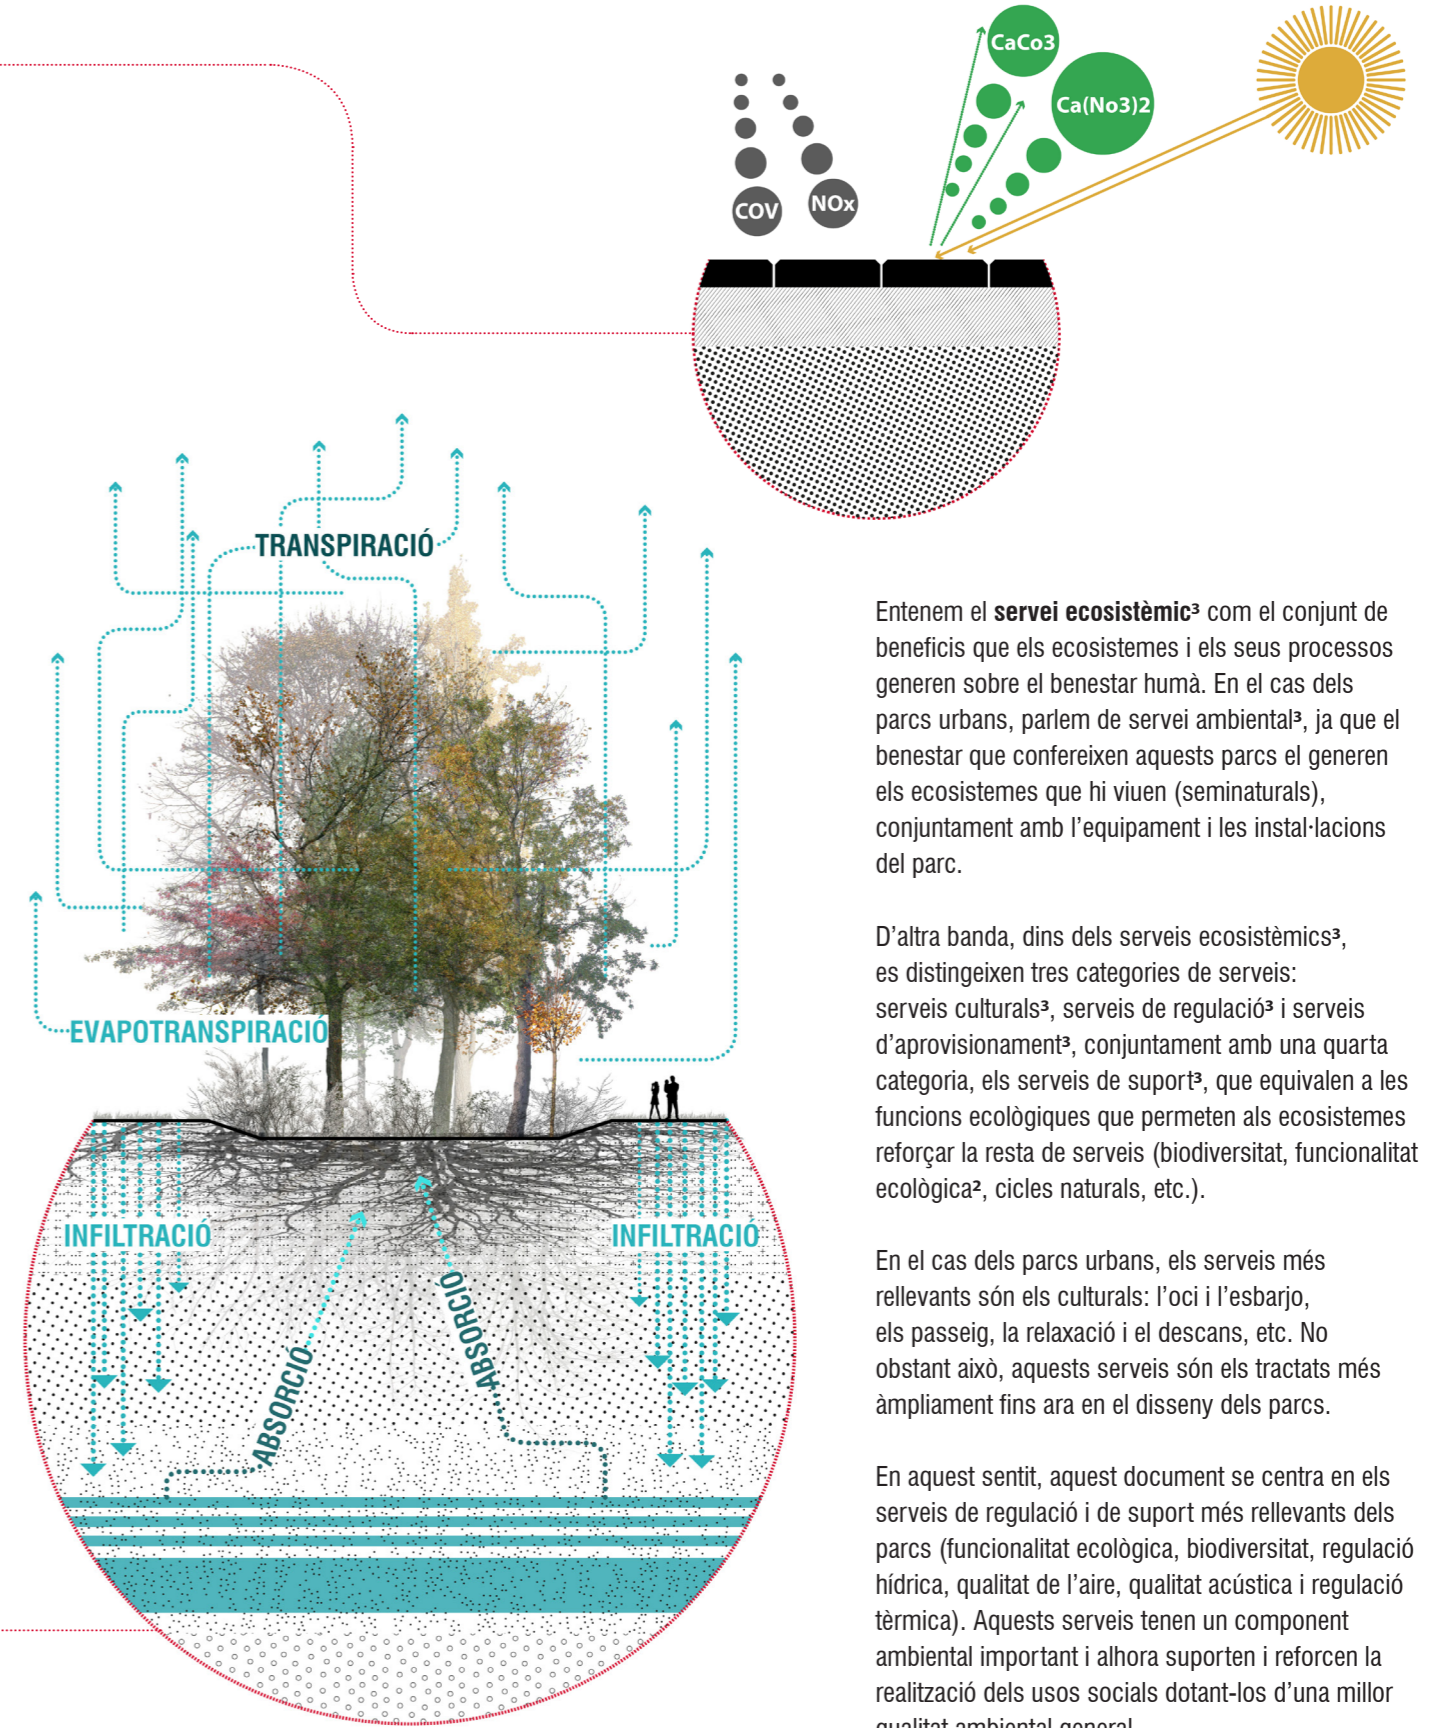 CaCo3
Ca(No3)2
COV
NOx
TRANSPIRACIÓ
EVAPOTRANSPIRACIÓ
INFILTRACIÓ
INFILTRACIÓ
ABSORCIÓ
ABSORCIÓ
Entenem el servei ecosistèmic³ com el conjunt de
beneficis que els ecosistemes i els seus processos
generen sobre el benestar humà. En el cas dels
parcs urbans, parlem de servei ambiental³, ja que el
benestar que confereixen aquests parcs el generen
els ecosistemes que hi viuen (seminaturals),
conjuntament amb l'equipament i les instal·lacions
del parc.
D'altra banda, dins dels serveis ecosistèmics³,
es distingeixen tres categories de serveis:
serveis culturals³, serveis de regulació³ i serveis
d'aprovisionament³, conjuntament amb una quarta
categoria, els serveis de suport³, que equivalen a les
funcions ecològiques que permeten als ecosistemes
reforçar la resta de serveis (biodiversitat, funcionalitat
ecològica², cicles naturals, etc.).
En el cas dels parcs urbans, els serveis més
rellevants són els culturals: l'oci i l'esbarjo,
els passeig, la relaxació i el descans, etc. No
obstant això, aquests serveis són els tractats més
àmpliament fins ara en el disseny dels parcs.
En aquest sentit, aquest document se centra en els
serveis de regulació i de suport més rellevants dels
parcs (funcionalitat ecològica, biodiversitat, regulació
hídrica, qualitat de l'aire, qualitat acústica i regulació
tèrmica). Aquests serveis tenen un component
ambiental important i alhora suporten i reforcen la
realització dels usos socials dotant-los d'una millor
qualitat ambiental general